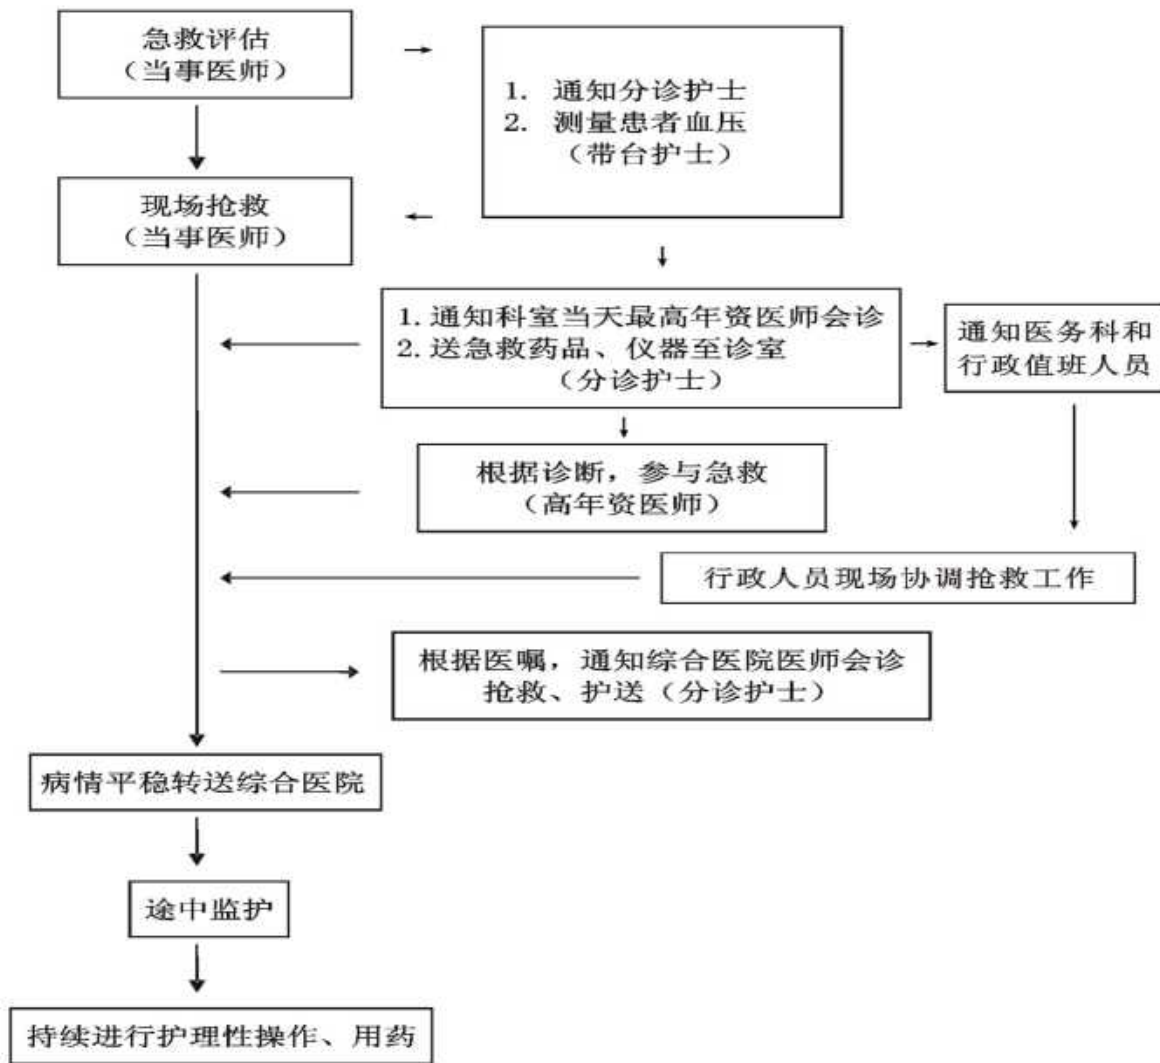 急救评估
（当事医师）
1. 通知分诊护士
2. 测量患者血压
（带台护士）
现场抢救
（当事医师）
1. 通知科室当天最高年资医师会诊
2. 送急救药品、仪器至诊室
（分诊护士）
通知医务科和
行政值班人员
根据诊断，参与急救
（高年资医师）
行政人员现场协调抢救工作
根据医嘱，通知综合医院医师会诊
抢救、护送（分诊护士）
病情平稳转送综合医院
途中监护
持续进行护理性操作、用药